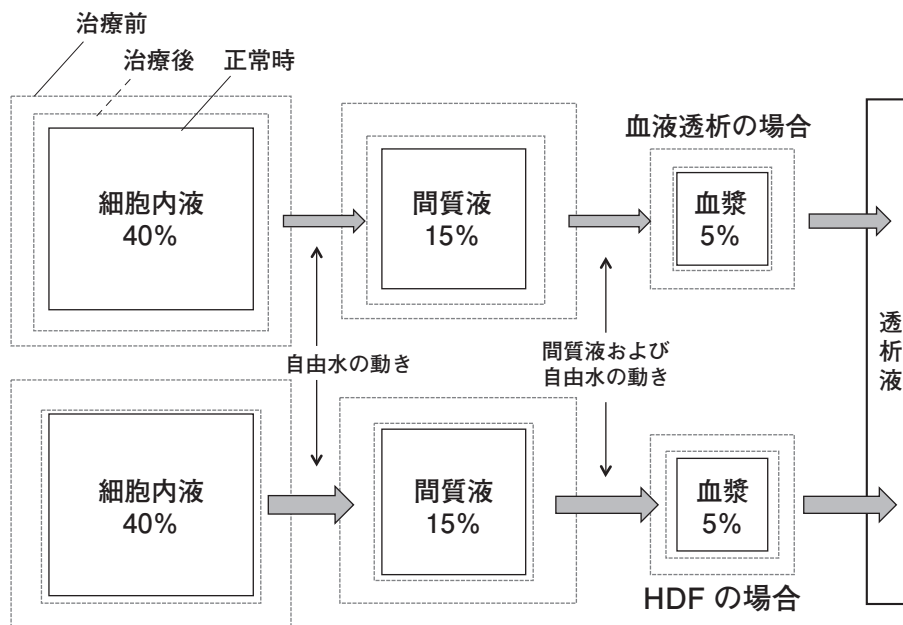 治療前
治療後
正常時
細胞内液
40%
間質液
15%
血液透析の場合
血漿
5%
自由水の動き
間質液および
自由水の動き
透析液
細胞内液
40%
間質液
15%
血漿
5%
HDF の場合